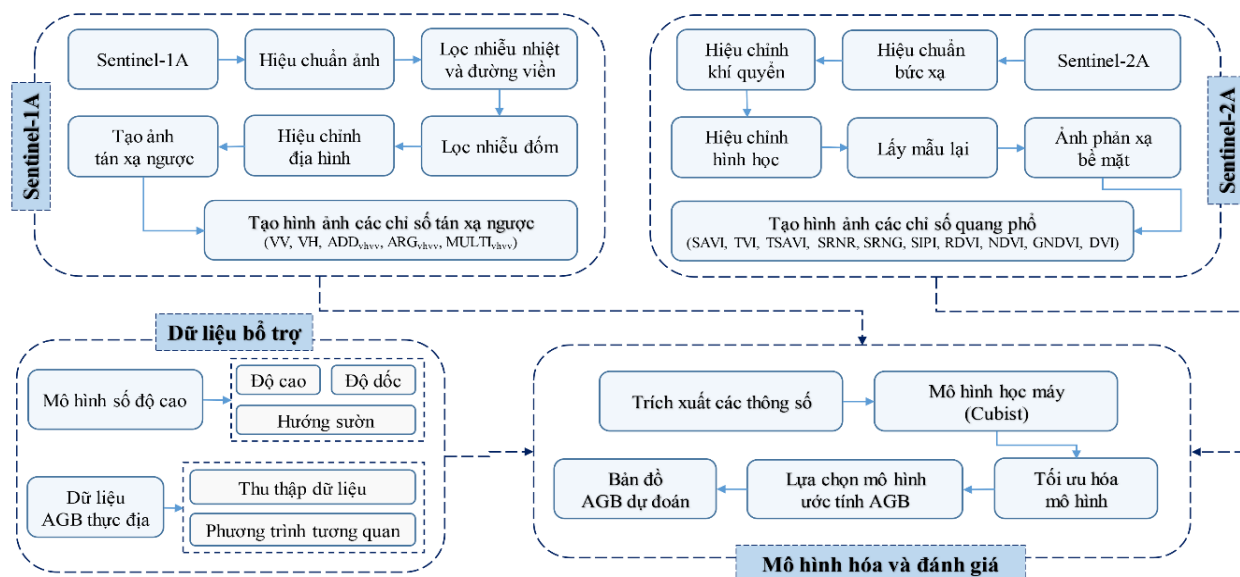 Sentinel-1A
Sentinel-1A
Hiệu chuẩn ảnh
Lọc nhiễu nhiệt
và đường viền
Tạo ảnh
tán xạ ngược
Hiệu chỉnh
địa hình
Lọc nhiễu đốm
Tạo hình ảnh các chỉ số tán xạ ngược
(VV, VH, ADDvhvv, ARGvhvv, MULTIvhvv)
Hiệu chỉnh
khí quyển
Hiệu chuẩn
bức xạ
Sentinel-2A
Hiệu chỉnh
hình học
Lấy mẫu lại
Ảnh phản xạ
bề mặt
Tạo hình ảnh các chỉ số quang phổ
(SAVI, TVI, TSAVI, SRNR, SRNG, SIPI, RDVI, NDVI, GNDVI, DVI)
Sentinel-2A
Dữ liệu bổ trợ
Mô hình số độ cao
Độ cao
Độ dốc
Hướng sườn
Dữ liệu
AGB thực địa
Thu thập dữ liệu
Phương trình tương quan
Trích xuất các thông số
Mô hình học máy
(Cubist)
Bản đồ
AGB dự đoán
Lựa chọn mô hình
ước tính AGB
Tối ưu hóa
mô hình
Mô hình hóa và đánh giá